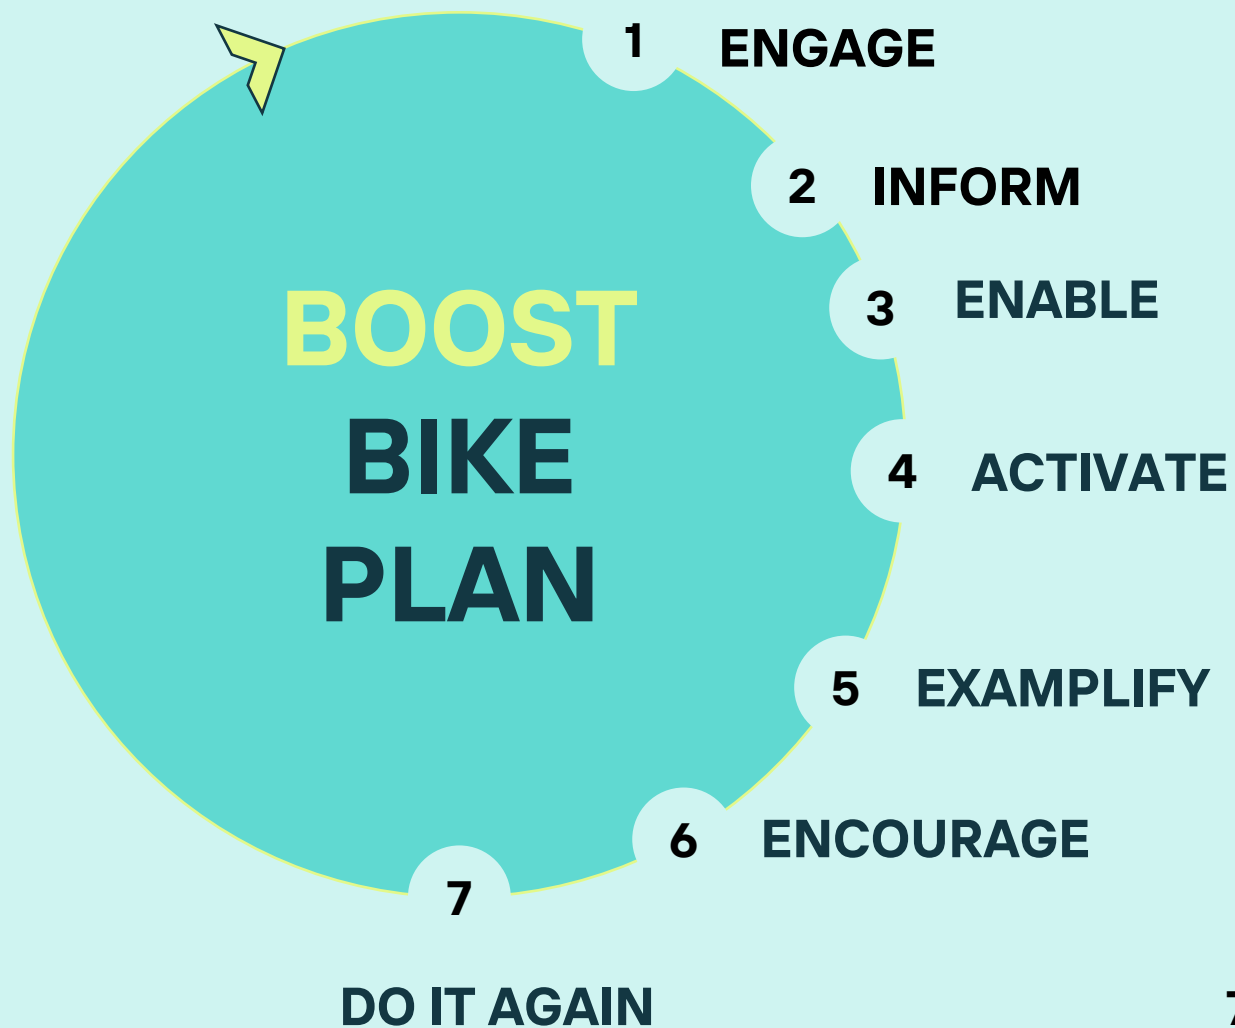 1 ENGAGE
2 INFORM
3 ENABLE
BOOST
BIKE
PLAN
4 ACTIVATE
5 EXAMPLIFY
6 ENCOURAGE
7
DO IT AGAIN